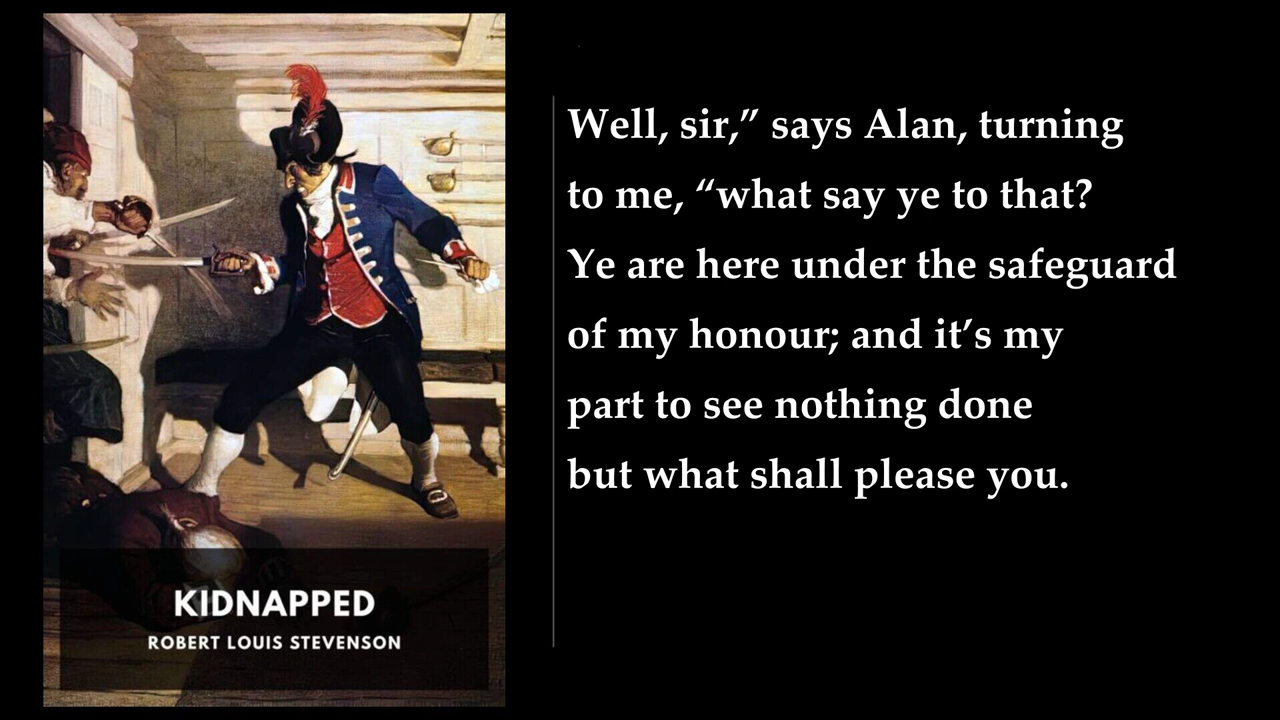 KIDNAPPED
ROBERT LOUIS STEVENSON
Well, sir,” says Alan, turning
to me, “what say ye to that?
Ye are here under the safeguard
of my honour; and it’s my
part to see nothing done
but what shall please you.